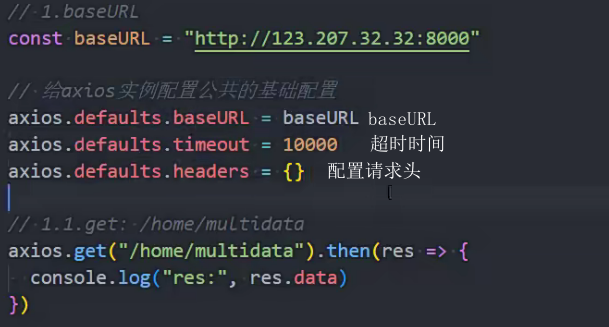 // 1.baseURL
const baseURL = "http://123.207.32.32:8000"
// 给axios实例配置公共的基础配置
axios.defaults.baseURL = baseURL baseURL
axios.defaults.timeout = 10000 超时时间
axios.defaults.headers = {} 配置请求头
// 1.1.get: /home/multidata
axios.get("/home/multidata").then(res => {
console.log("res:", res.data)
})